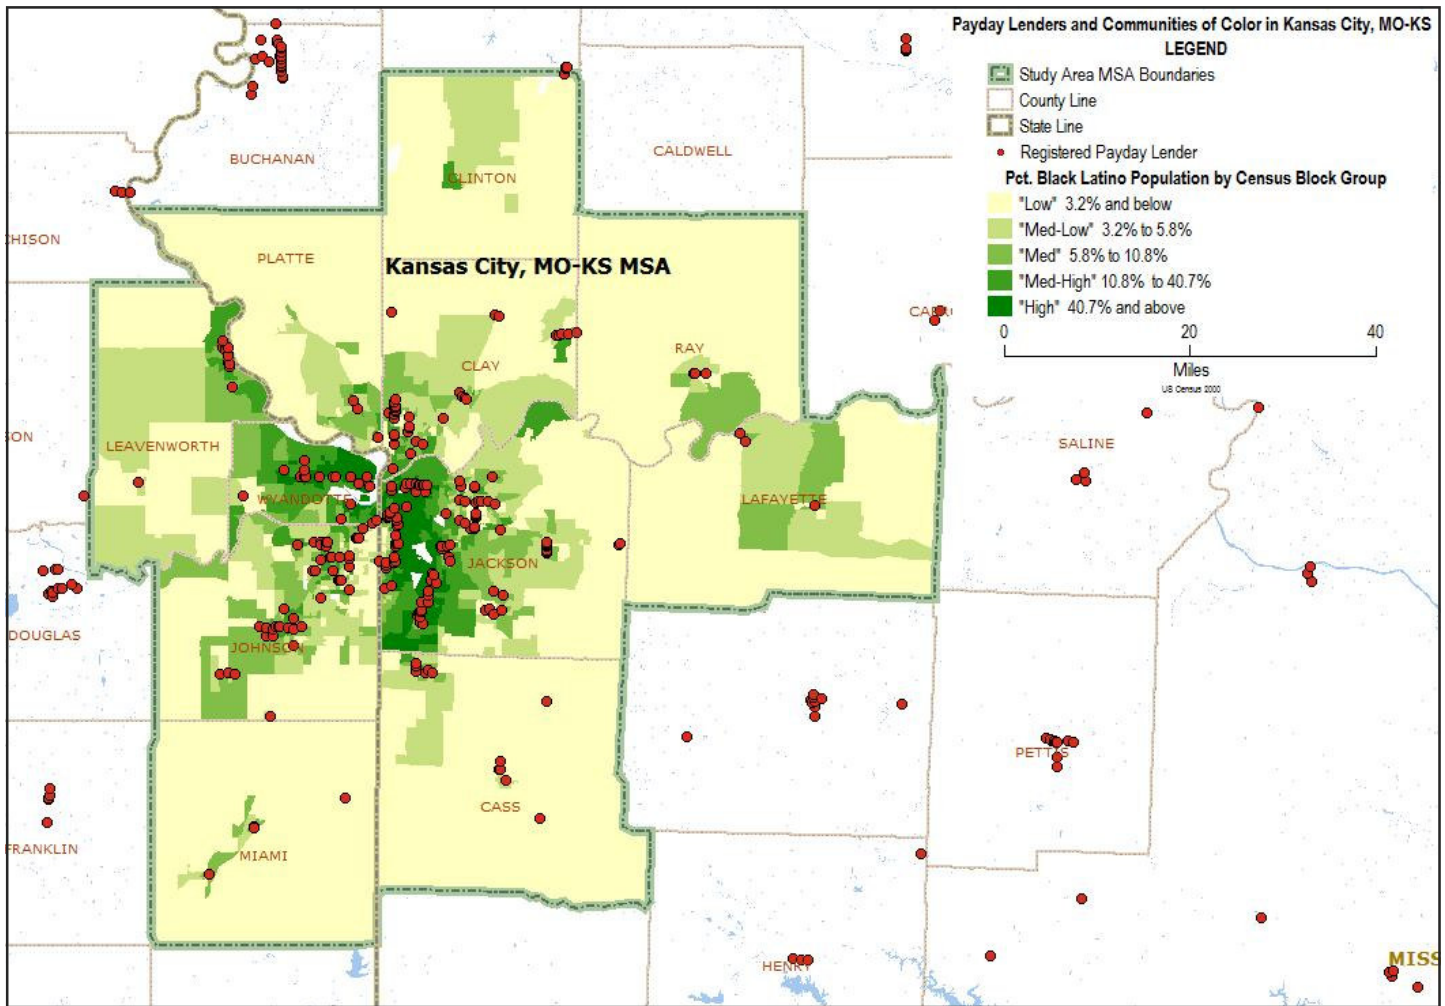 Payday Lenders and Communities of Color in Kansas City, MO-KS
LEGEND
Study Area MSA Boundaries
County Line
State Line
Registered Payday Lender
Pct. Black Latino Population by Census Block Group
"Low" 3.2% and below
"Med-Low" 3.2% to 5.8%
"Med" 5.8% to 10.8%
"Med-High" 10.8% to 40.7%
"High" 40.7% and above
0 20 40
Miles
US Census 2000
BUCHANAN
CALDWELL
CLINTON
CHISON
PLATTE
Kansas City, MO-KS MSA
RAY
CLAY
SON
LEAVENWORTH
SALINE
WYANDOTTE
LAFAYETTE
JACKSON
DOUGLAS
JOHNSON
PETTIS
CASS
FRANKLIN
MIAMI
HENRY
MISS